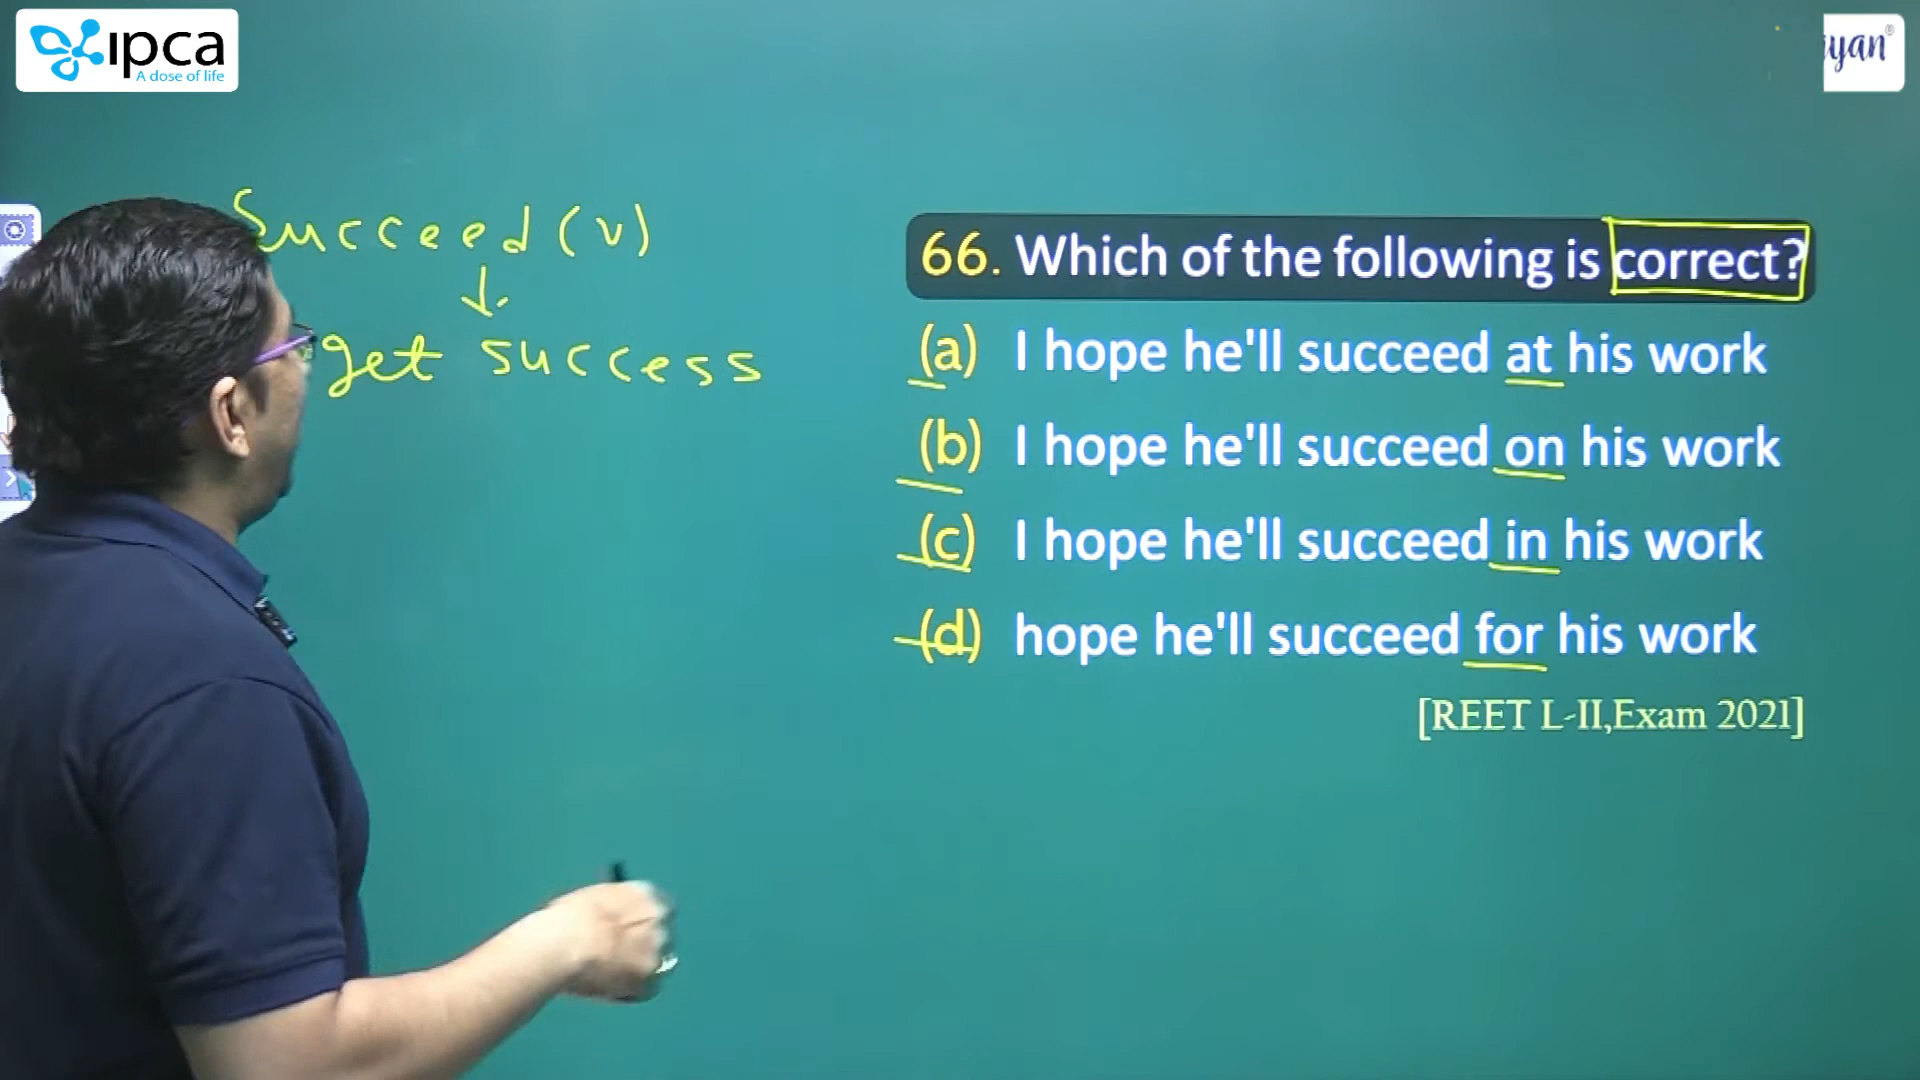 ipca
A dose of life
yan®
Succeed (v)
get success
66. Which of the following is correct?
(a) I hope he'll succeed at his work
(b) I hope he'll succeed on his work
(c) I hope he'll succeed in his work
(d) hope he'll succeed for his work
[REET L-II,Exam 2021]